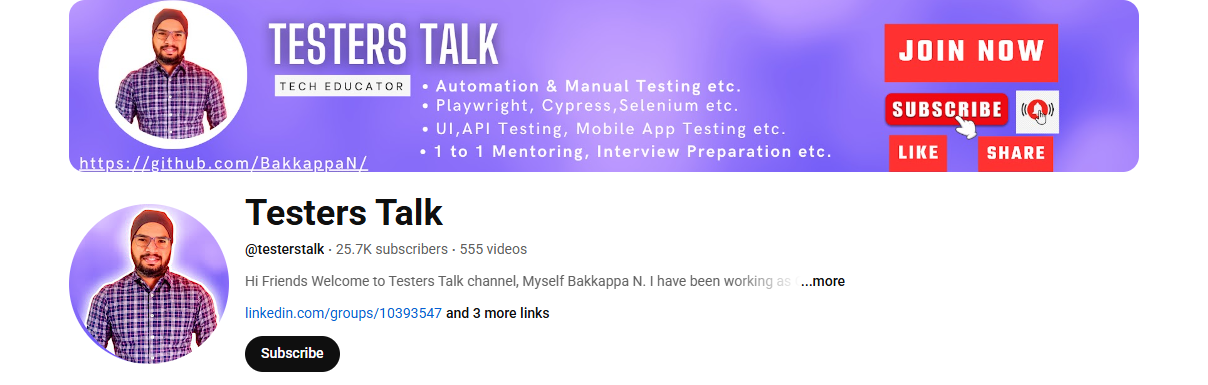 TESTERS TALK
TECH EDUCATOR
• Automation & Manual Testing etc.
• Playwright, Cypress,Selenium etc.
• UI,API Testing, Mobile App Testing etc.
• 1 to 1 Mentoring, Interview Preparation etc.
https://github.com/BakkappaN/
JOIN NOW
SUBSCRIBE
LIKE
SHARE
Testers Talk
@testerstalk · 25.7K subscribers · 555 videos
Hi Friends Welcome to Testers Talk channel, Myself Bakkappa N. I have been working as ...more
linkedin.com/groups/10393547 and 3 more links
Subscribe